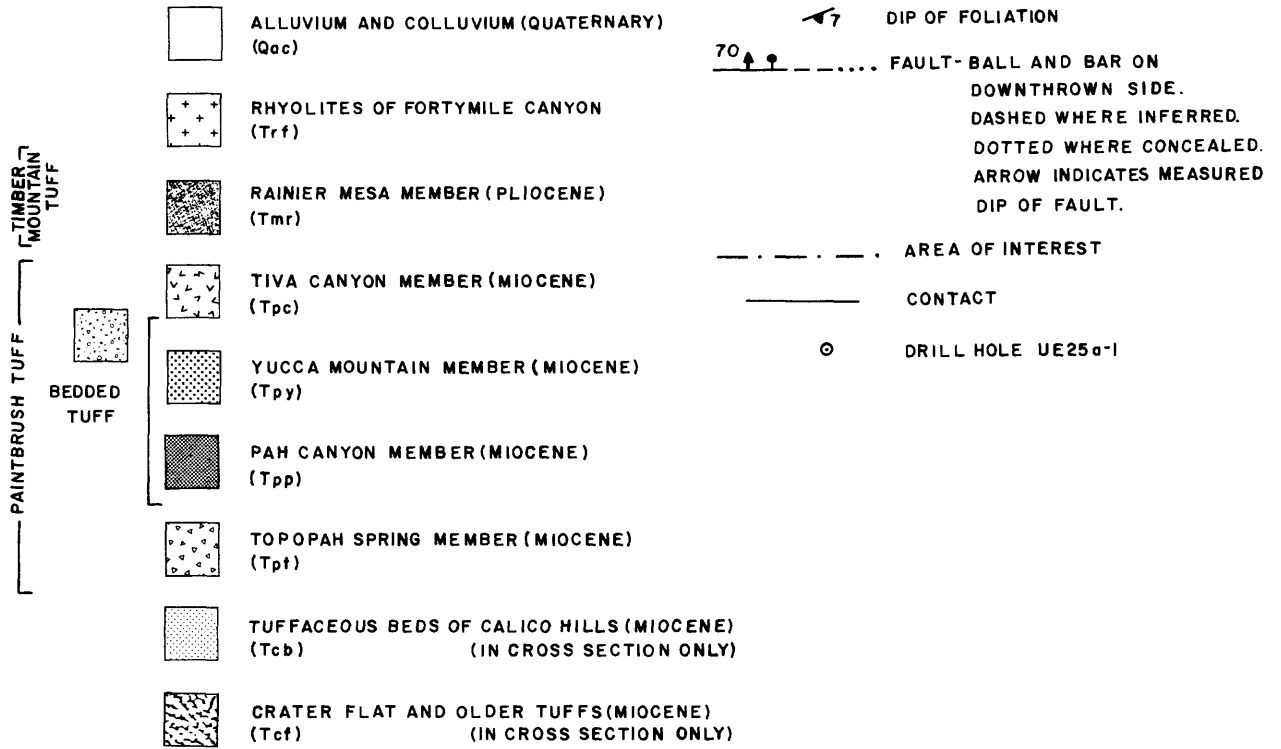 ALLUVIUM AND COLLUVIUM (QUATERNARY)
(Qac)
RHYOLITES OF FORTYMILE CANYON
(Trf)
TIMBER
MOUNTAIN
TUFF
RAINIER MESA MEMBER (PLIOCENE)
(Tmr)
PAINTBRUSH TUFF
BEDDED
TUFF
TIVA CANYON MEMBER (MIOCENE)
(Tpc)
YUCCA MOUNTAIN MEMBER (MIOCENE)
(Tpy)
PAH CANYON MEMBER (MIOCENE)
(Tpp)
TOPOPAH SPRING MEMBER (MIOCENE)
(Tpt)
TUFFACEOUS BEDS OF CALICO HILLS (MIOCENE)
(Tcb) (IN CROSS SECTION ONLY)
CRATER FLAT AND OLDER TUFFS (MIOCENE)
(Tcf) (IN CROSS SECTION ONLY)
7 DIP OF FOLIATION
70 FAULT- BALL AND BAR ON
DOWNTHROWN SIDE.
DASHED WHERE INFERRED.
DOTTED WHERE CONCEALED.
ARROW INDICATES MEASURED
DIP OF FAULT.
AREA OF INTEREST
CONTACT
DRILL HOLE UE25a-1